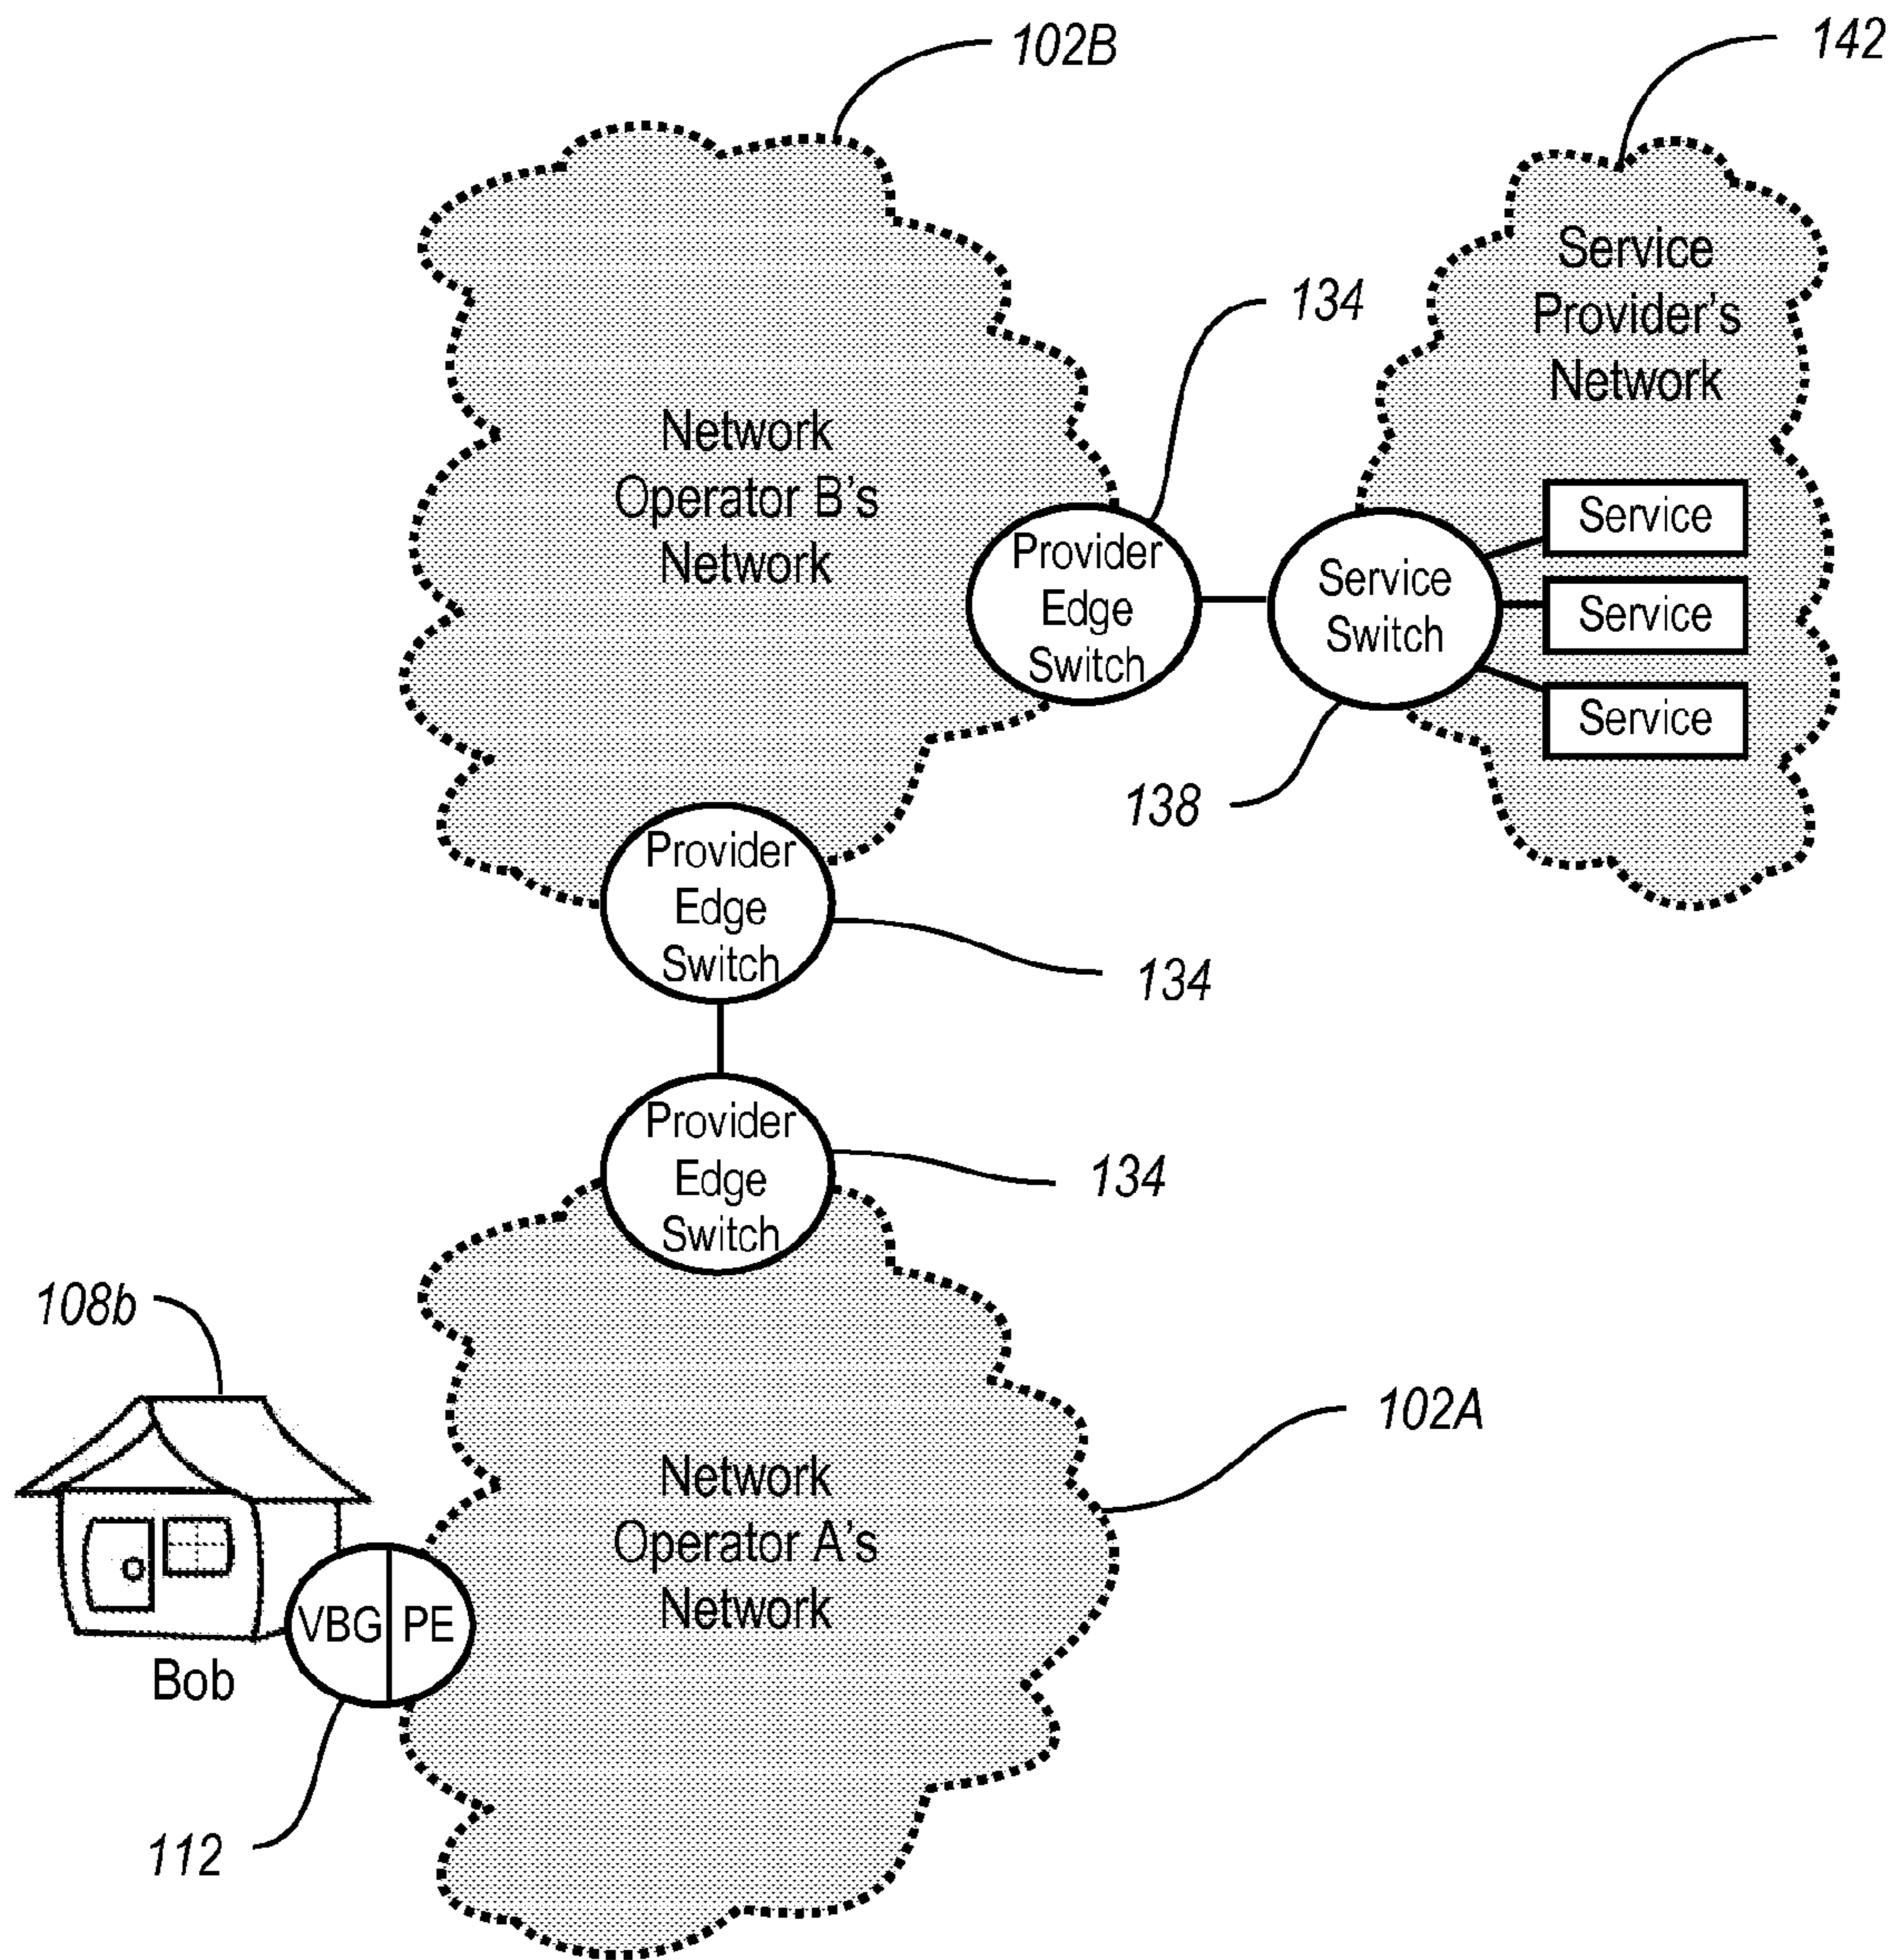 102B
142
Service
Provider's
Network
134
Network
Operator B's
Network
Provider
Edge
Switch
Service
Switch
Service
Service
Service
138
Provider
Edge
Switch
134
Provider
Edge
Switch
134
108b
102A
Network
Operator A's
Network
VBG
PE
Bob
112